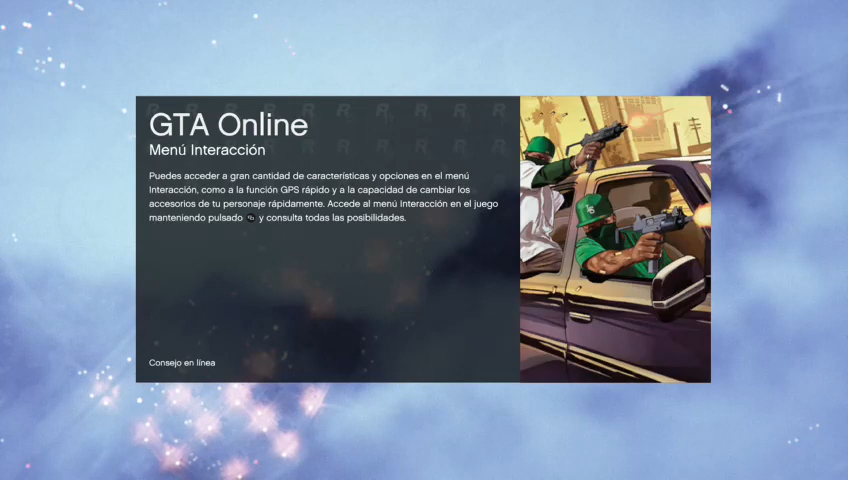 GTA Online
Menú Interacción
Puedes acceder a gran cantidad de características y opciones en el menú
Interacción, como a la función GPS rápido y a la capacidad de cambiar los
accesorios de tu personaje rápidamente. Accede al menú Interacción en el juego
manteniendo pulsado y consulta todas las posibilidades.
Consejo en línea